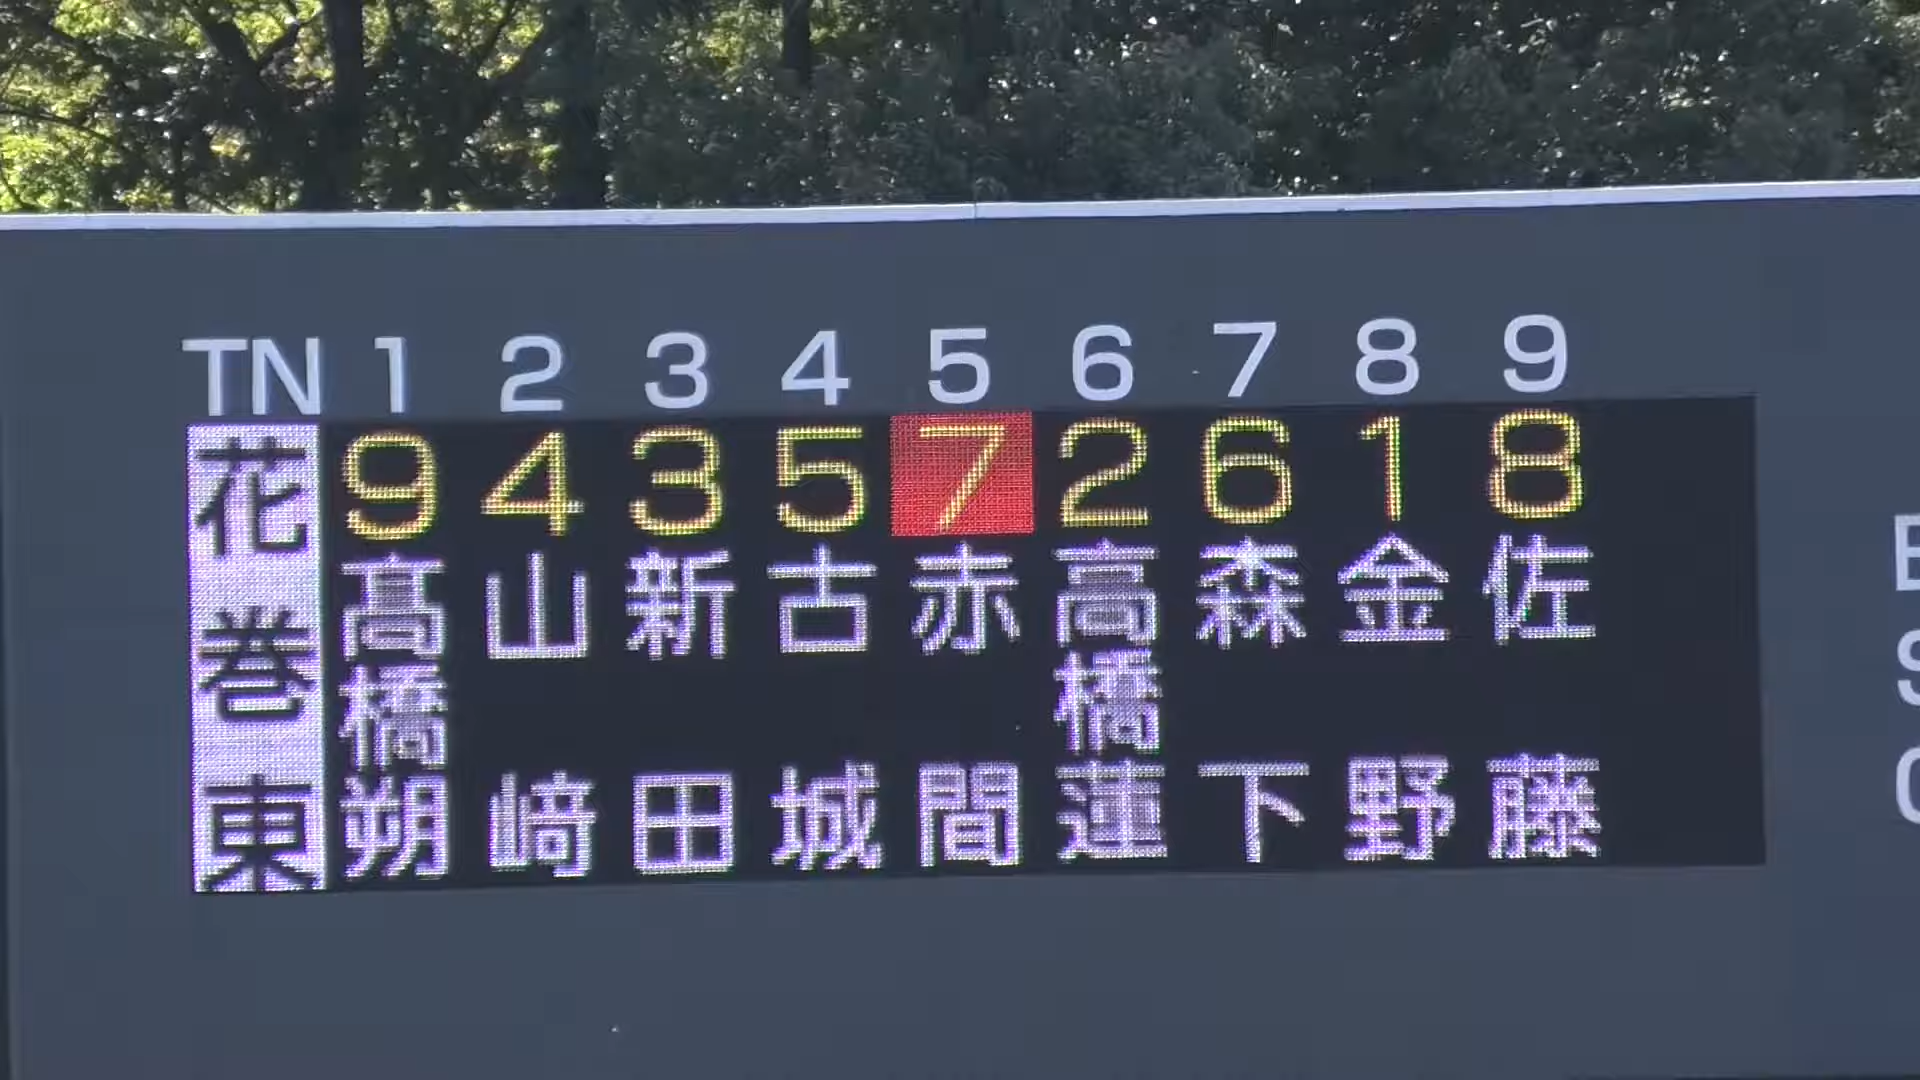 TN 1 2 3 4 5 6 7 8 9
花巻東
9 4 3 5 7 2 6 1 8
髙橋朔
山﨑
新田
古城
赤間
高橋蓮
森下
金野
佐藤
S